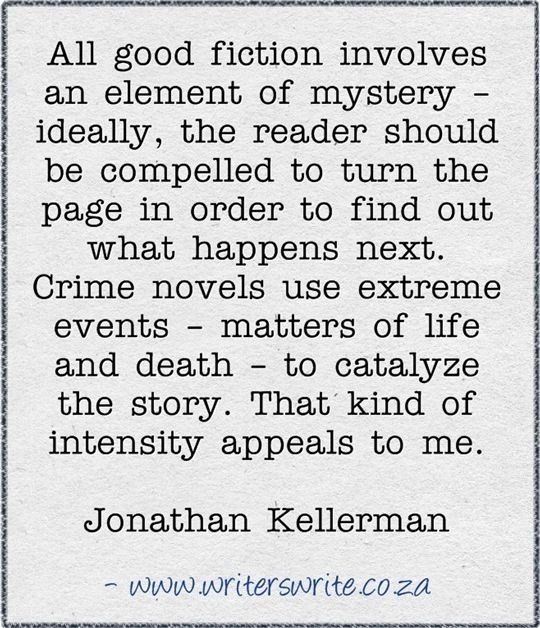 All good fiction involves
an element of mystery –
ideally, the reader should
be compelled to turn the
page in order to find out
what happens next.
Crime novels use extreme
events – matters of life
and death – to catalyze
the story. That kind of
intensity appeals to me.
Jonathan Kellerman
- www.writerswrite.co.za